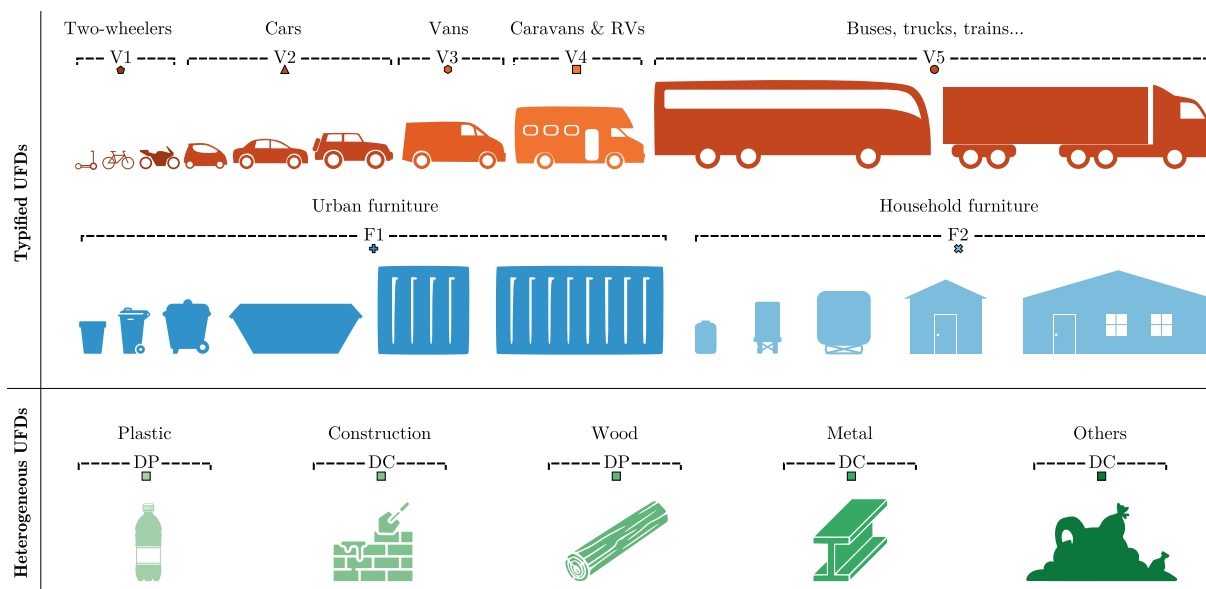 Two-wheelers Cars Vans Caravans & RVs Buses, trucks, trains...
V1 V2 V3 V4 V5
Typified UFDs
Urban furniture Household furniture
F1 F2
Heterogeneous UFDs
Plastic Construction Wood Metal Others
DP DC DP DC DC